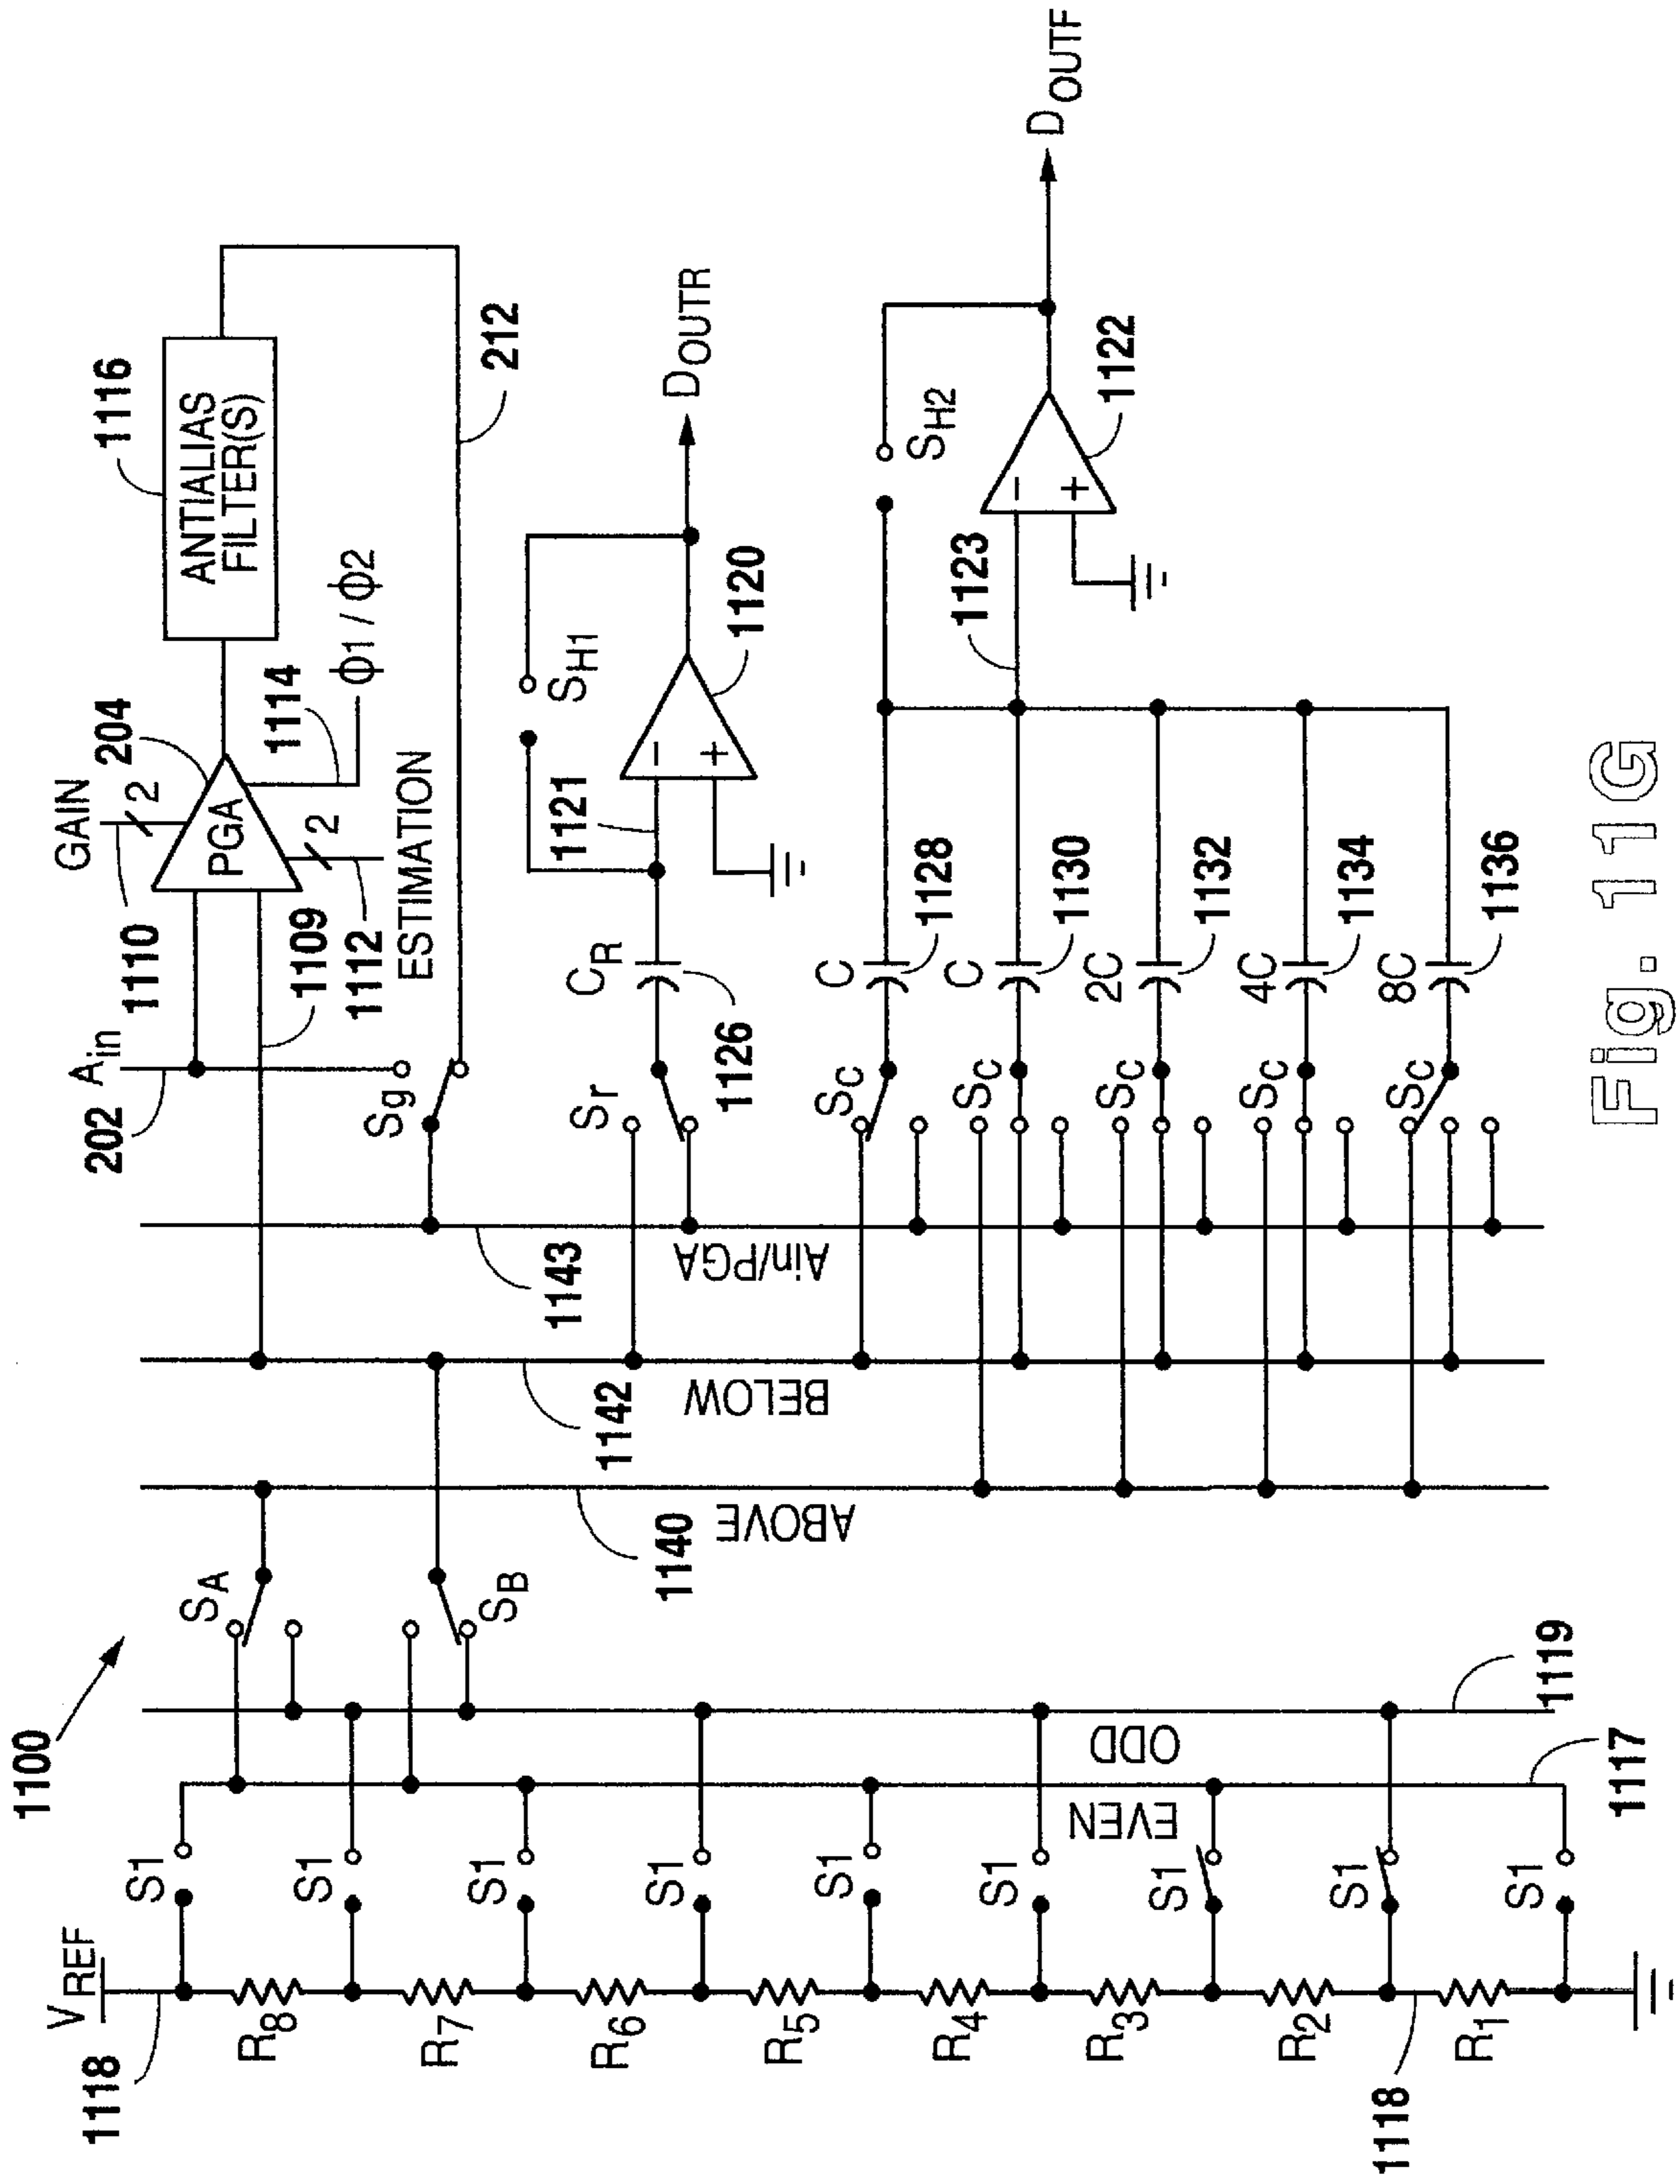 1100
202
A_in
1110
GAIN
2
204
1116
ANTIALIAS
FILTER(S)
PGA
1114
ϕ1 / ϕ2
2
1109
1112
ESTIMATION
212
S_g
1118
V_REF
S1
S_A
S_B
R_8
S1
R_7
S1
R_6
S1
R_5
S1
R_4
S1
R_3
S1
R_2
S1
1118
R_1
S1
EVEN
ODD
1117
1119
ABOVE
1140
BELOW
1142
Ain/PGA
1143
S_r
C_R
1126
1121
S_H1
−
+
1120
D_OUTR
S_C
C
1128
S_C
C
1130
S_C
2C
1132
S_C
4C
1134
S_C
8C
1136
1123
S_H2
−
+
1122
D_OUTF
Fig. 11G